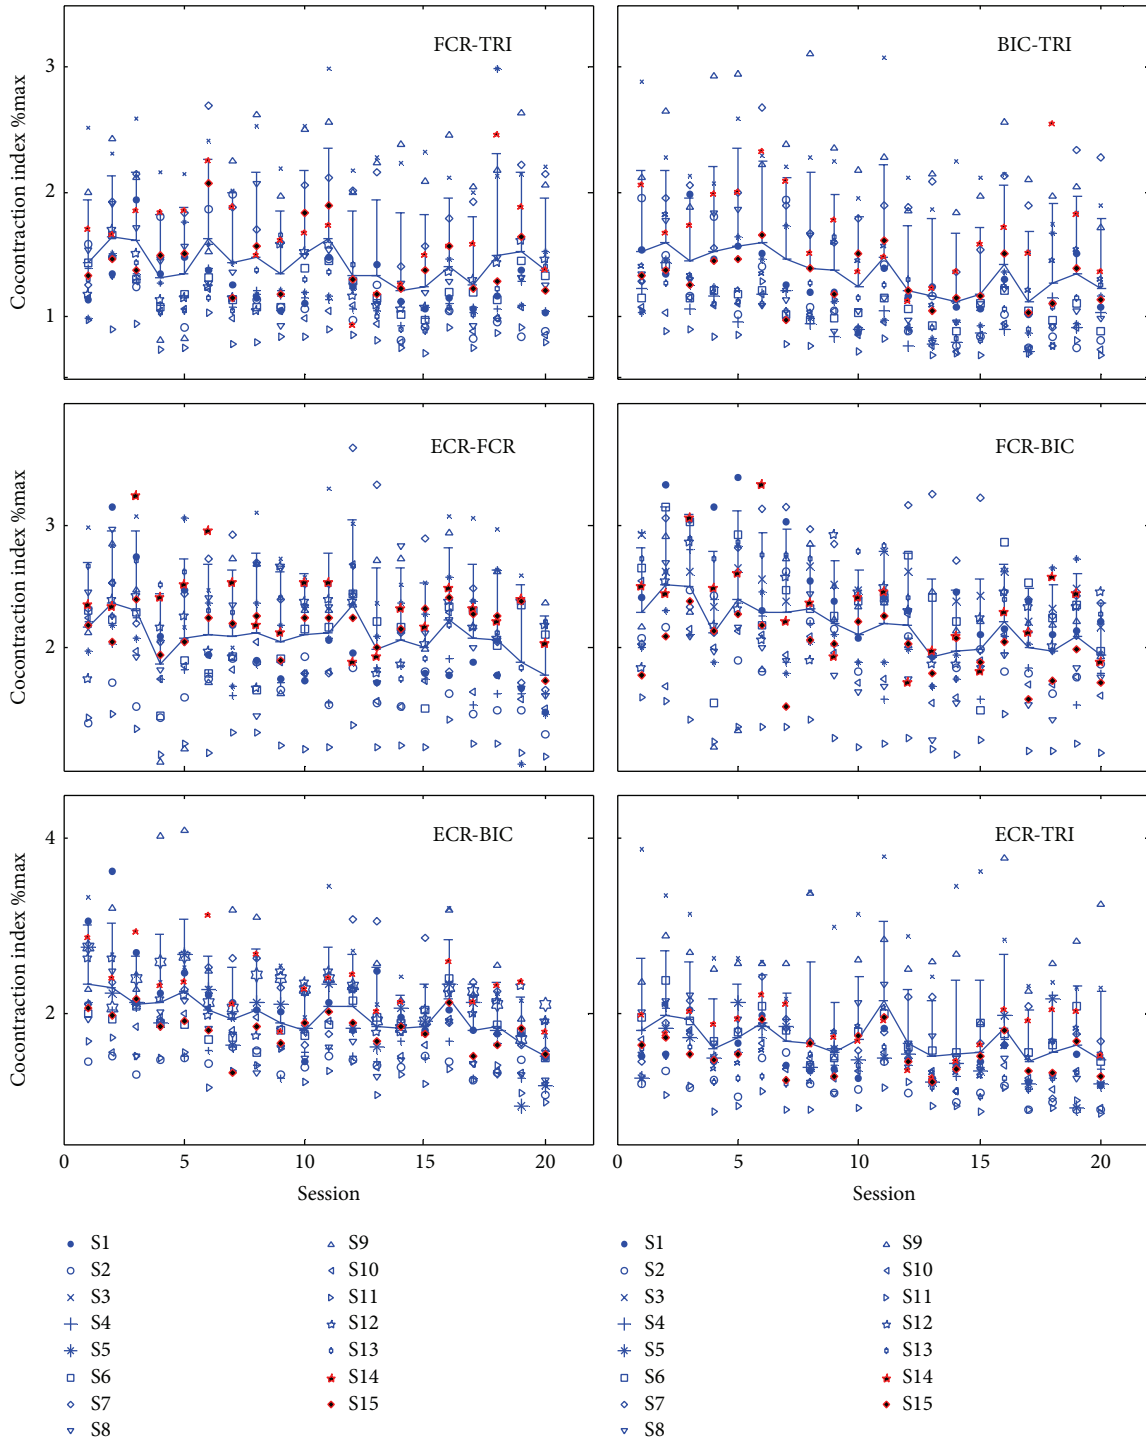 FCR-TRI
BIC-TRI
Cocontraction index %max
3
2
1
ECR-FCR
FCR-BIC
Cocontraction index %max
3
2
ECR-BIC
ECR-TRI
Cocontraction index %max
4
2
0 5 10 15 20
0 5 10 15 20
Session
Session
S1
S2
S3
S4
S5
S6
S7
S8
S9
S10
S11
S12
S13
S14
S15
S1
S2
S3
S4
S5
S6
S7
S8
S9
S10
S11
S12
S13
S14
S15